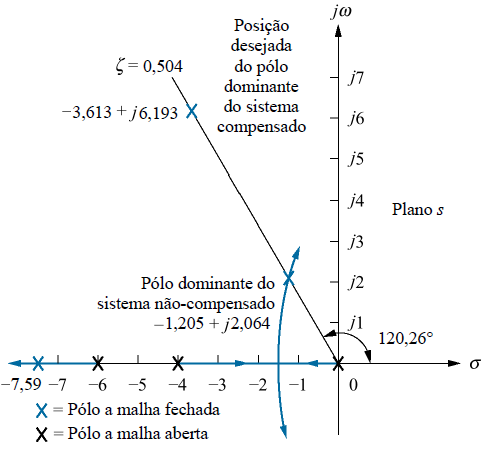 jω
Posição
desejada
do pólo
dominante
do sistema
compensado
ζ = 0,504
j7
−3,613 + j6,193
j6
j5
j4
Plano s
j3
Pólo dominante do
sistema não-compensado
−1,205 + j2,064
j2
j1
120,26°
σ
−7,59 −7 −6 −5 −4 −3 −2 −1 0
X = Pólo a malha fechada
X = Pólo a malha aberta